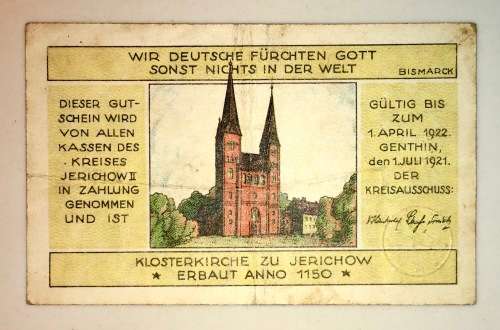 WIR DEUTSCHE FÜRCHTEN GOTT
SONST NICHTS IN DER WELT
BISMARCK
DIESER GUT-
SCHEIN WIRD
VON ALLEN
KASSEN DES
KREISES
JERICHOW II
IN ZAHLUNG
GENOMMEN
UND IST
GÜLTIG BIS
ZUM
1. APRIL 1922.
GENTHIN,
den 1. JULI 1921.
DER
KREISAUSSCHUSS:
KLOSTERKIRCHE ZU JERICHOW
* ERBAUT ANNO 1150 *